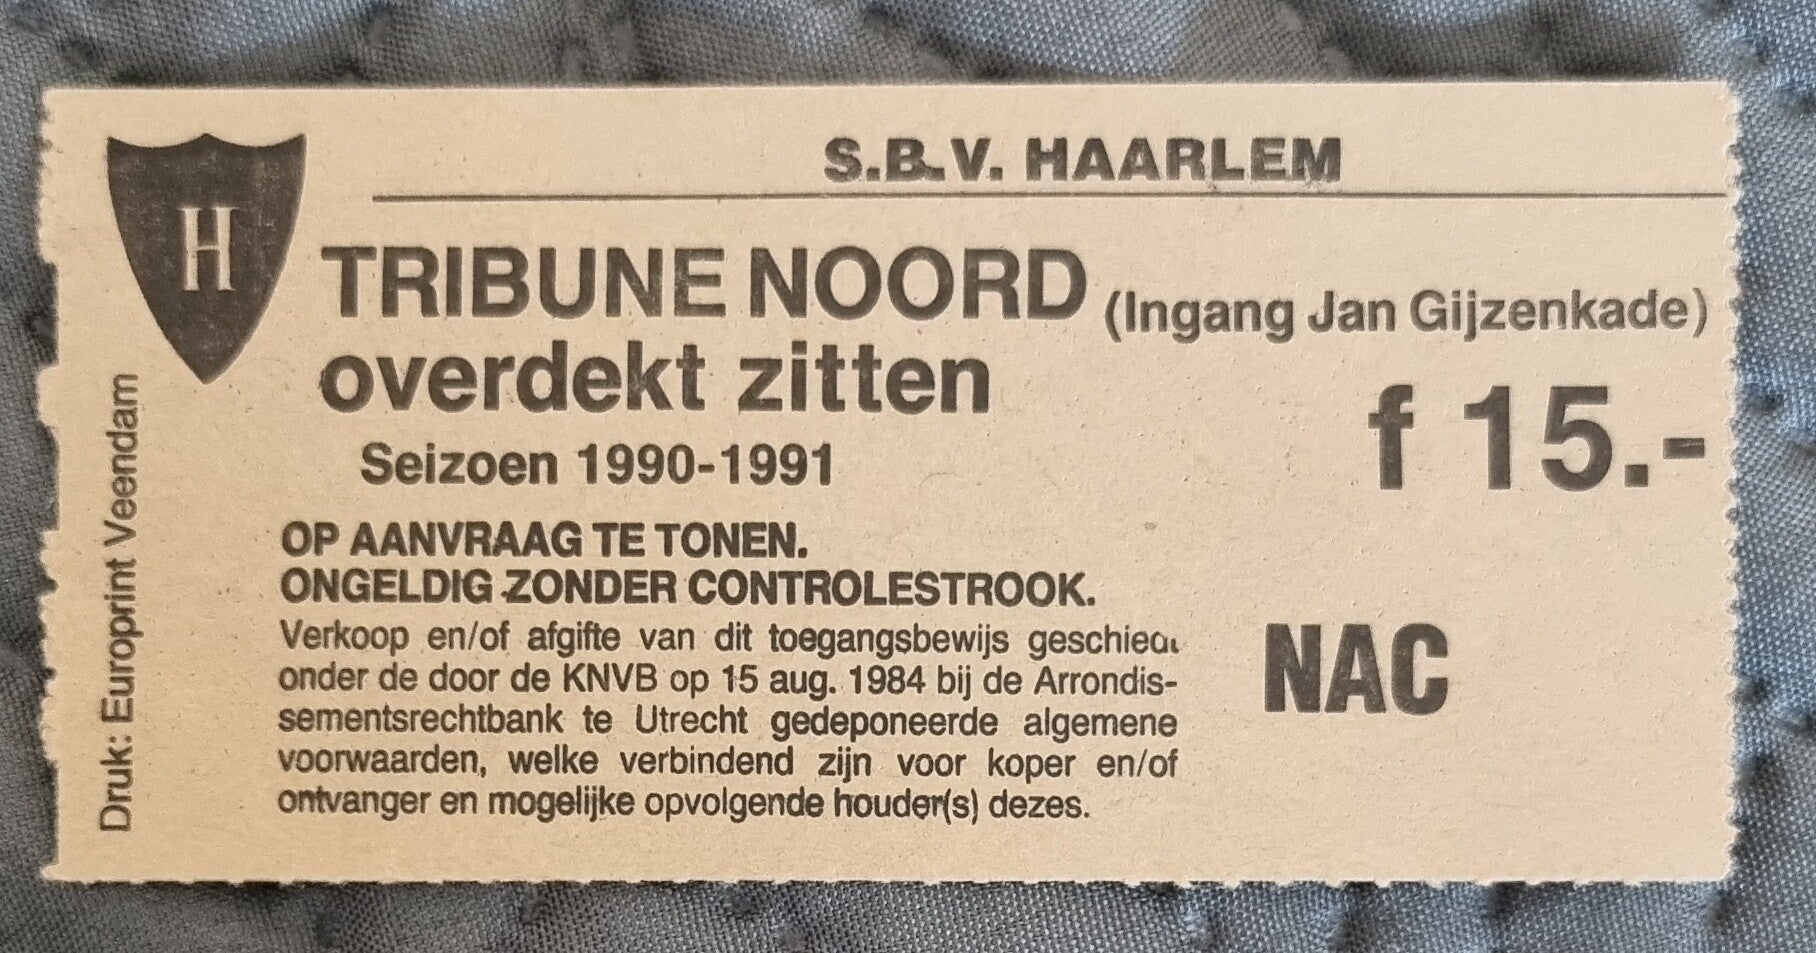 S.B.V. HAARLEM
H
TRIBUNE NOORD (Ingang Jan Gijzenkade)
overdekt zitten
f 15.-
Seizoen 1990-1991
OP AANVRAAG TE TONEN.
ONGELDIG ZONDER CONTROLESTROOK.
Verkoop en/of afgifte van dit toegangsbewijs geschiedt
onder de door de KNVB op 15 aug. 1984 bij de Arrondis-
sementsrechtbank te Utrecht gedeponeerde algemene
voorwaarden, welke verbindend zijn voor koper en/of
ontvanger en mogelijke opvolgende houder(s) dezes.
NAC
Druk: Europrint Veendam